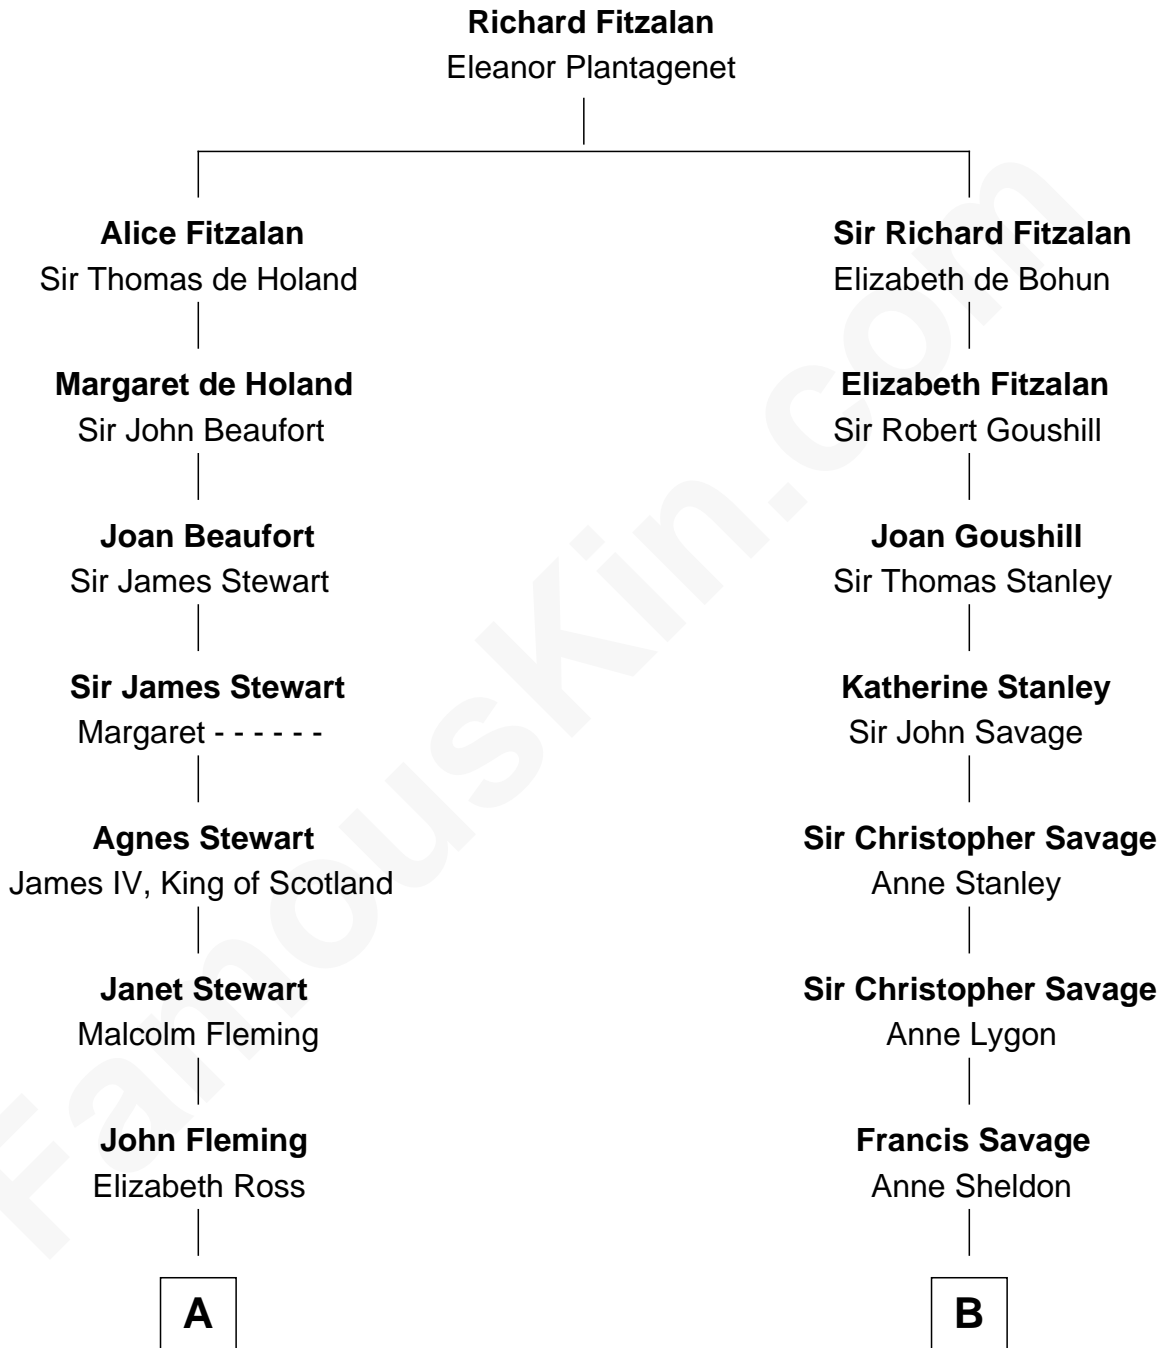 Richard Fitzalan
Eleanor Plantagenet
Alice Fitzalan
Sir Thomas de Holand
Sir Richard Fitzalan
Elizabeth de Bohun
Margaret de Holand
Sir John Beaufort
Elizabeth Fitzalan
Sir Robert Goushill
Joan Beaufort
Sir James Stewart
Joan Goushill
Sir Thomas Stanley
Sir James Stewart
Margaret - - - - - -
Katherine Stanley
Sir John Savage
Agnes Stewart
James IV, King of Scotland
Sir Christopher Savage
Anne Stanley
Janet Stewart
Malcolm Fleming
Sir Christopher Savage
Anne Lygon
John Fleming
Elizabeth Ross
Francis Savage
Anne Sheldon
A
B
FamousKin.com